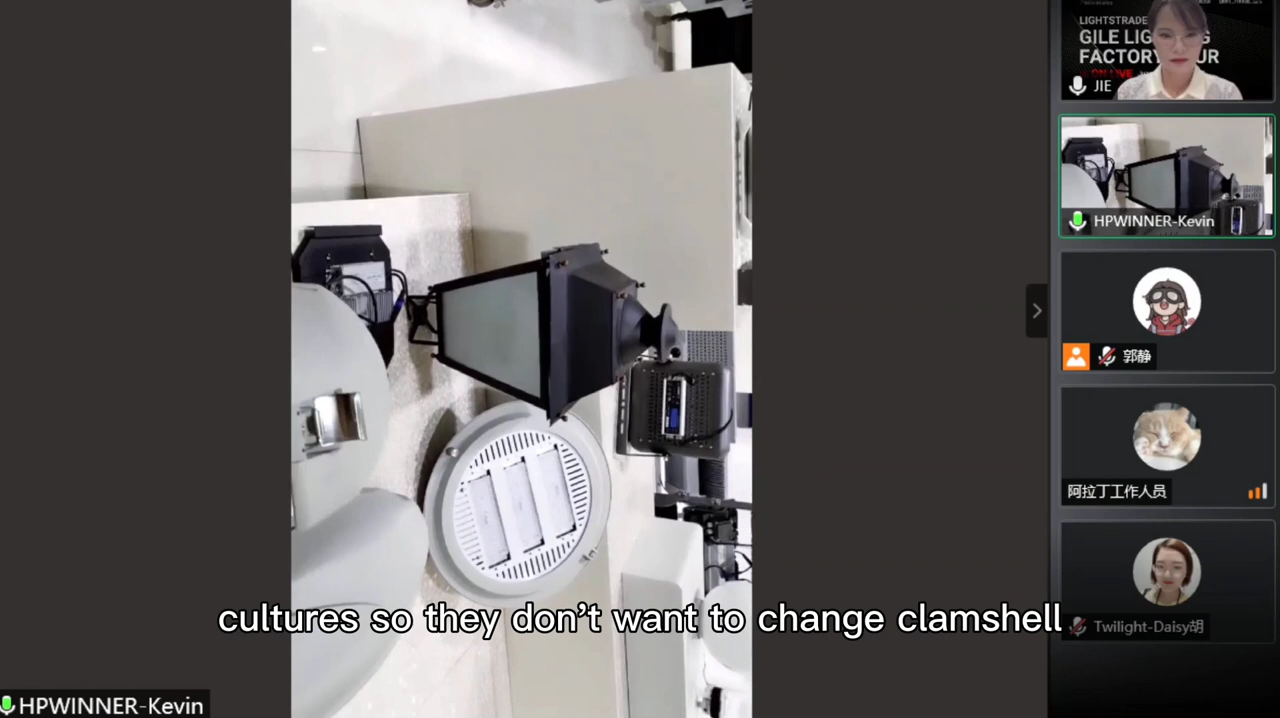 LIGHTSTRADE
GILE LIG
G
FACTORY
UR
JIE
HPWINNER-Kevin
郭静
阿拉丁工作人员
Twilight-Daisy胡
cultures so they don’t want to change clamshell
HPWINNER-Kevin